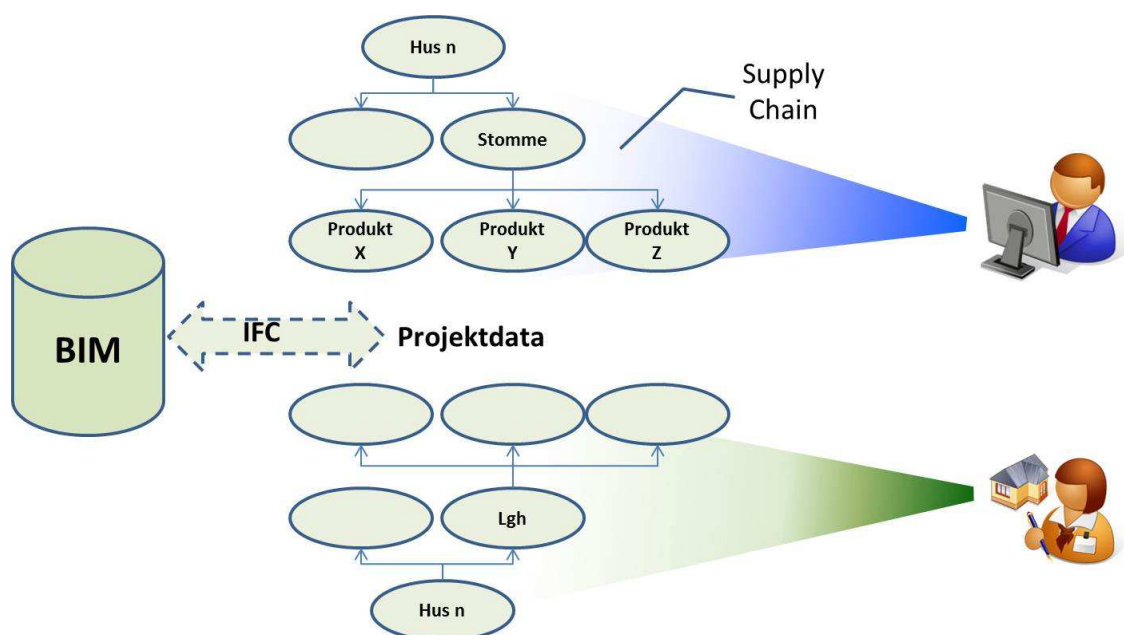 Hus n
Supply
Chain
Stomme
Produkt
X
Produkt
Y
Produkt
Z
BIM
IFC
Projektdata
Lgh
Hus n